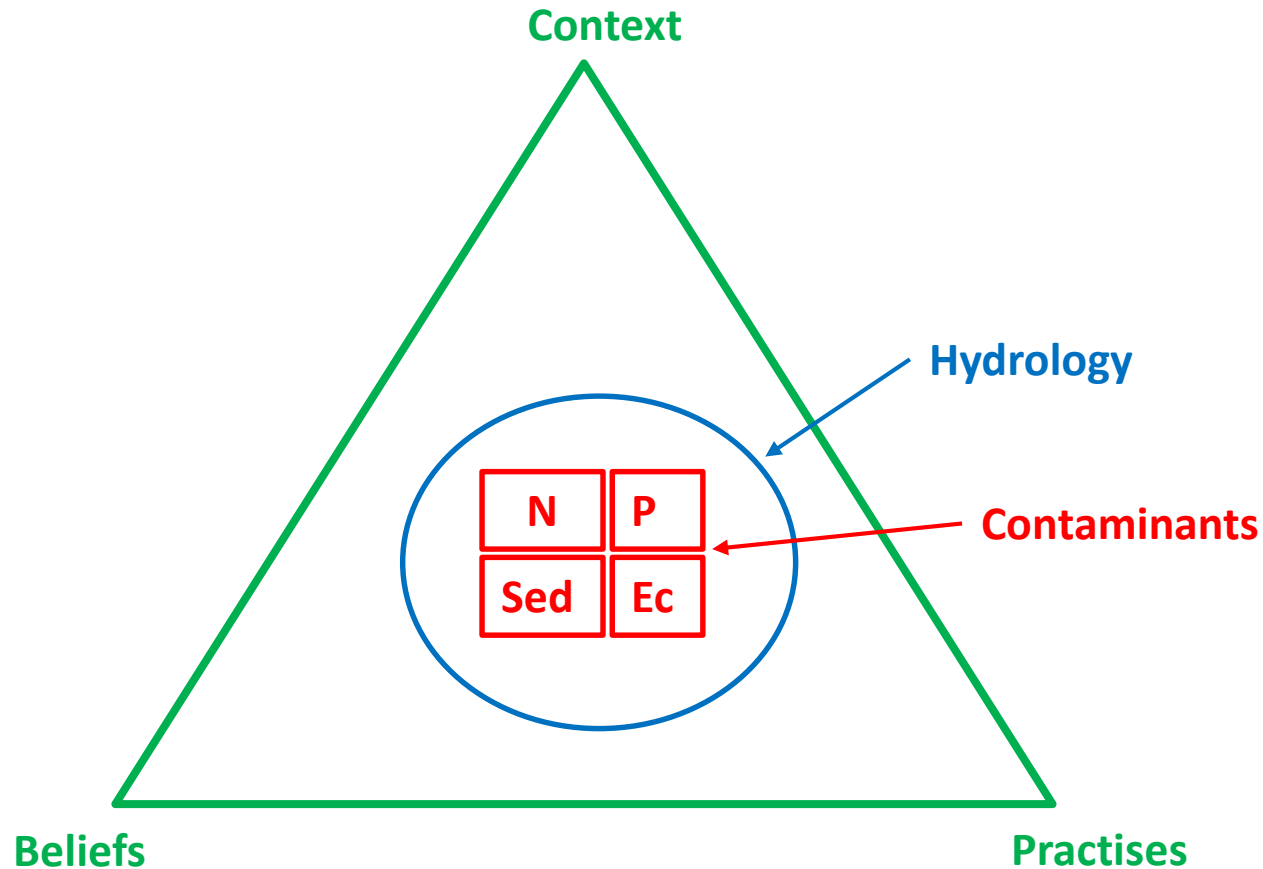 Context
Hydrology
N
P
Contaminants
Sed
Ec
Beliefs
Practises